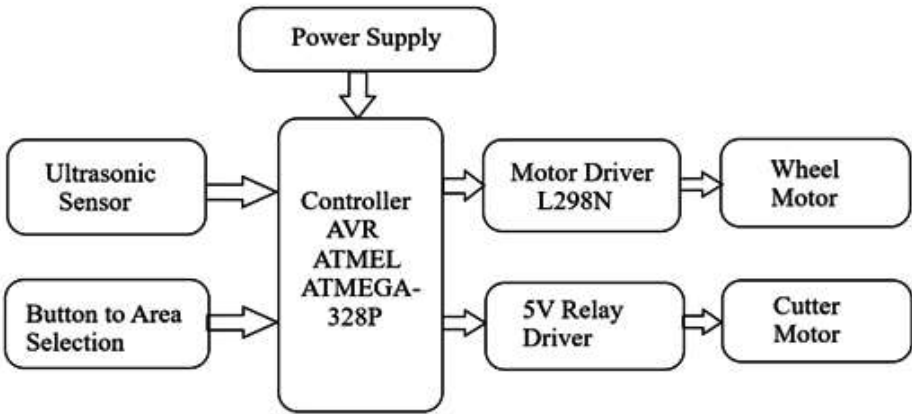 Power Supply
Ultrasonic
Sensor
Button to Area
Selection
Controller
AVR
ATMEL
ATMEGA-
328P
Motor Driver
L298N
Wheel
Motor
5V Relay
Driver
Cutter
Motor